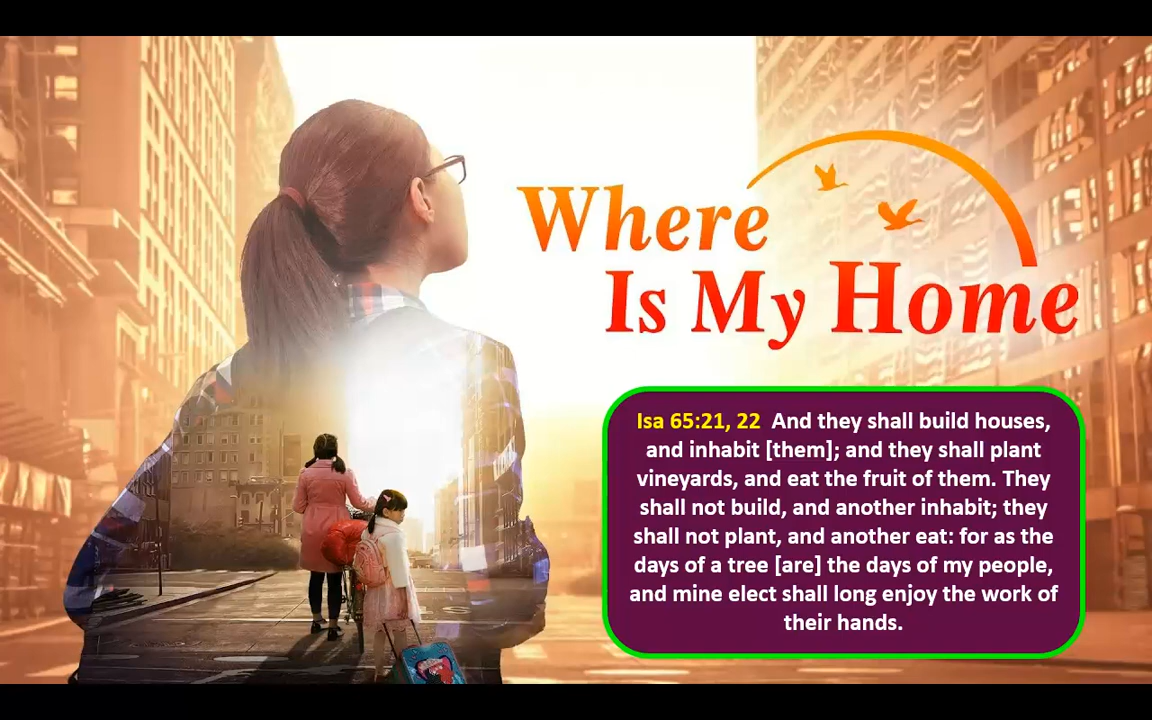 Where
Is My Home
Isa 65:21, 22 And they shall build houses,
and inhabit [them]; and they shall plant
vineyards, and eat the fruit of them. They
shall not build, and another inhabit; they
shall not plant, and another eat: for as the
days of a tree [are] the days of my people,
and mine elect shall long enjoy the work of
their hands.